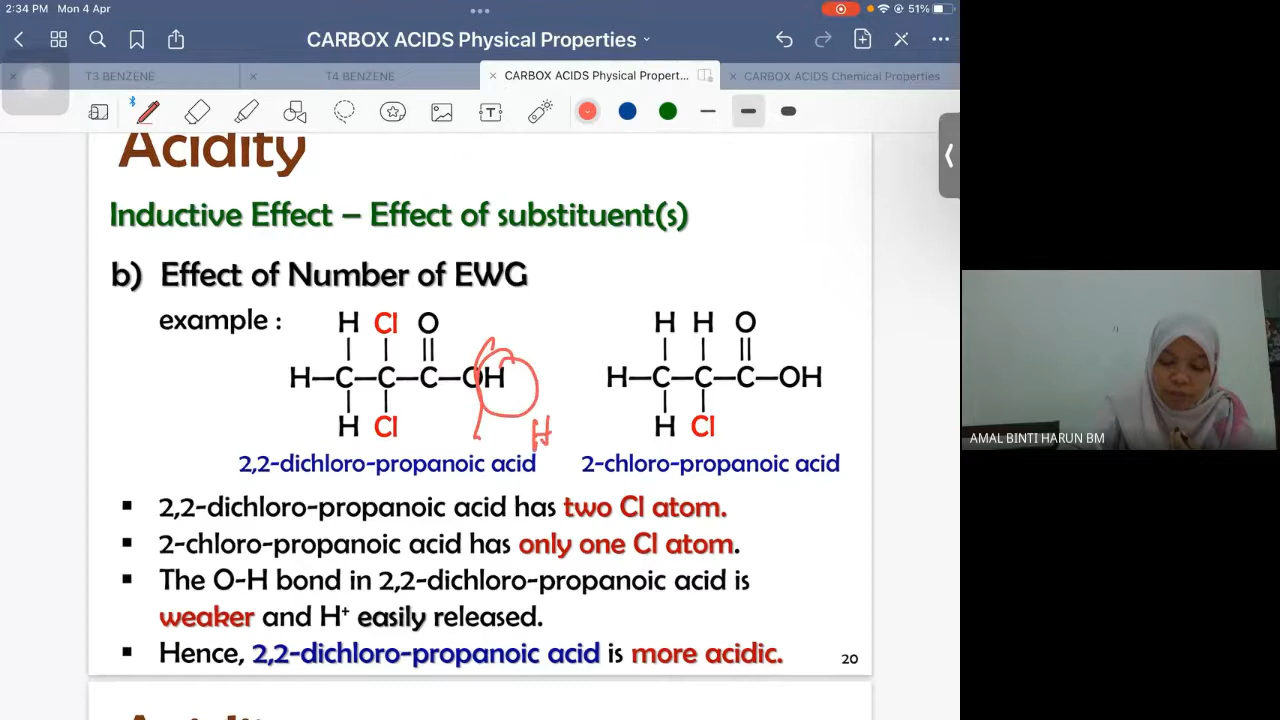 2:34 PM Mon 4 Apr
51%
CARBOX ACIDS Physical Properties
T3 BENZENE
T4 BENZENE
CARBOX ACIDS Physical Propert...
CARBOX ACIDS Chemical Properties
T
Acidity
Inductive Effect – Effect of substituent(s)
b) Effect of Number of EWG
example :
H Cl O
H—C—C—C—OH
H Cl
H
2,2-dichloro-propanoic acid
H H O
H—C—C—C—OH
H Cl
2-chloro-propanoic acid
▪ 2,2-dichloro-propanoic acid has two Cl atom.
▪ 2-chloro-propanoic acid has only one Cl atom.
▪ The O-H bond in 2,2-dichloro-propanoic acid is
weaker and H⁺ easily released.
▪ Hence, 2,2-dichloro-propanoic acid is more acidic.
20
AMAL BINTI HARUN BM